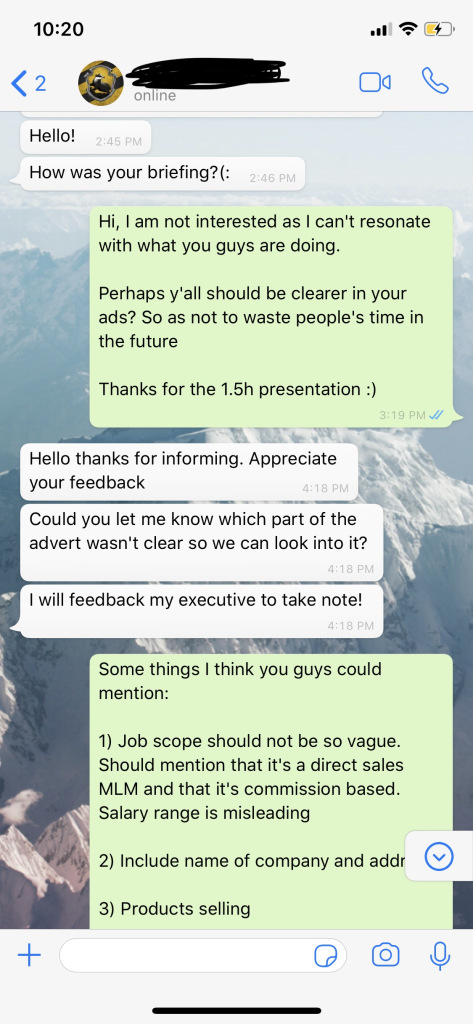 10:20
2
online
Hello! 2:45 PM
How was your briefing?(: 2:46 PM
Hi, I am not interested as I can't resonate
with what you guys are doing.
Perhaps y'all should be clearer in your
ads? So as not to waste people's time in
the future
Thanks for the 1.5h presentation :)
3:19 PM
Hello thanks for informing. Appreciate
your feedback 4:18 PM
Could you let me know which part of the
advert wasn't clear so we can look into it?
4:18 PM
I will feedback my executive to take note!
4:18 PM
Some things I think you guys could
mention:
1) Job scope should not be so vague.
Should mention that it's a direct sales
MLM and that it's commission based.
Salary range is misleading
2) Include name of company and addr
3) Products selling